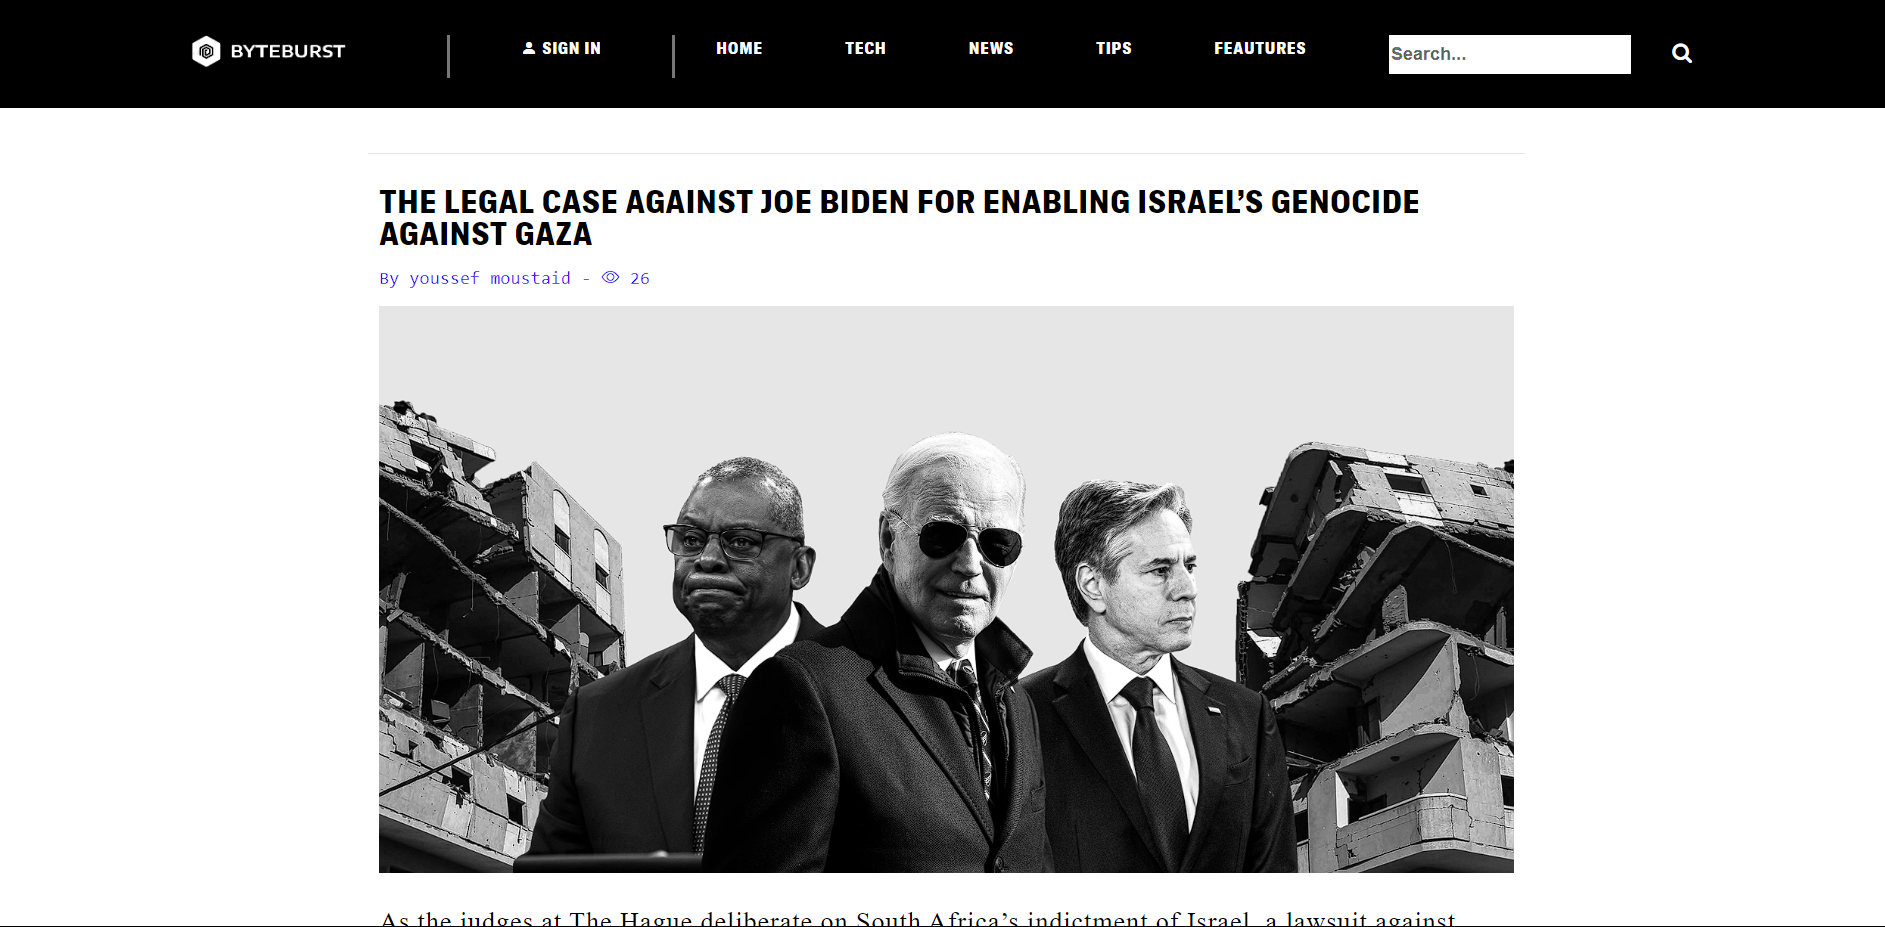 BYTEBURST
SIGN IN
HOME
TECH
NEWS
TIPS
FEAUTURES
Search...
THE LEGAL CASE AGAINST JOE BIDEN FOR ENABLING ISRAEL’S GENOCIDE
AGAINST GAZA
By youssef moustaid - 26
As the judges at The Hague deliberate on South Africa’s indictment of Israel, a lawsuit against